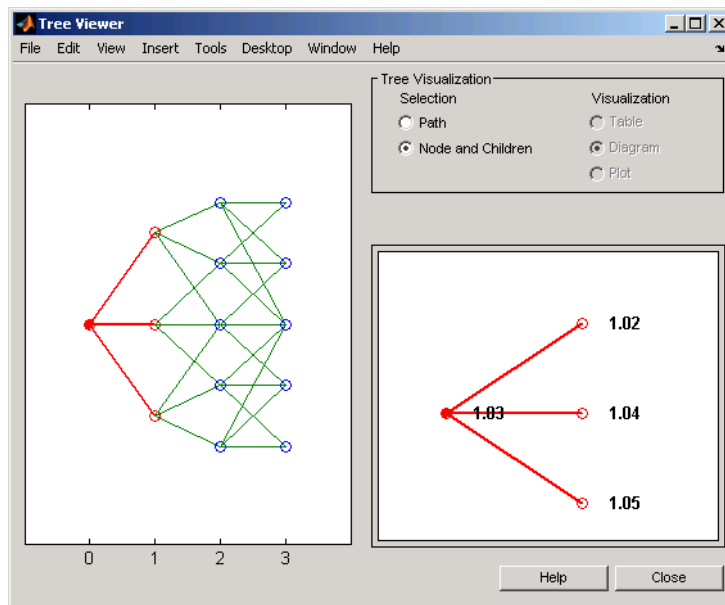 Tree Viewer
File Edit View Insert Tools Desktop Window Help
Tree Visualization
Selection Visualization
Path Table
Node and Children Diagram
Plot
1.02
1.03 1.04
1.05
0 1 2 3
Help Close